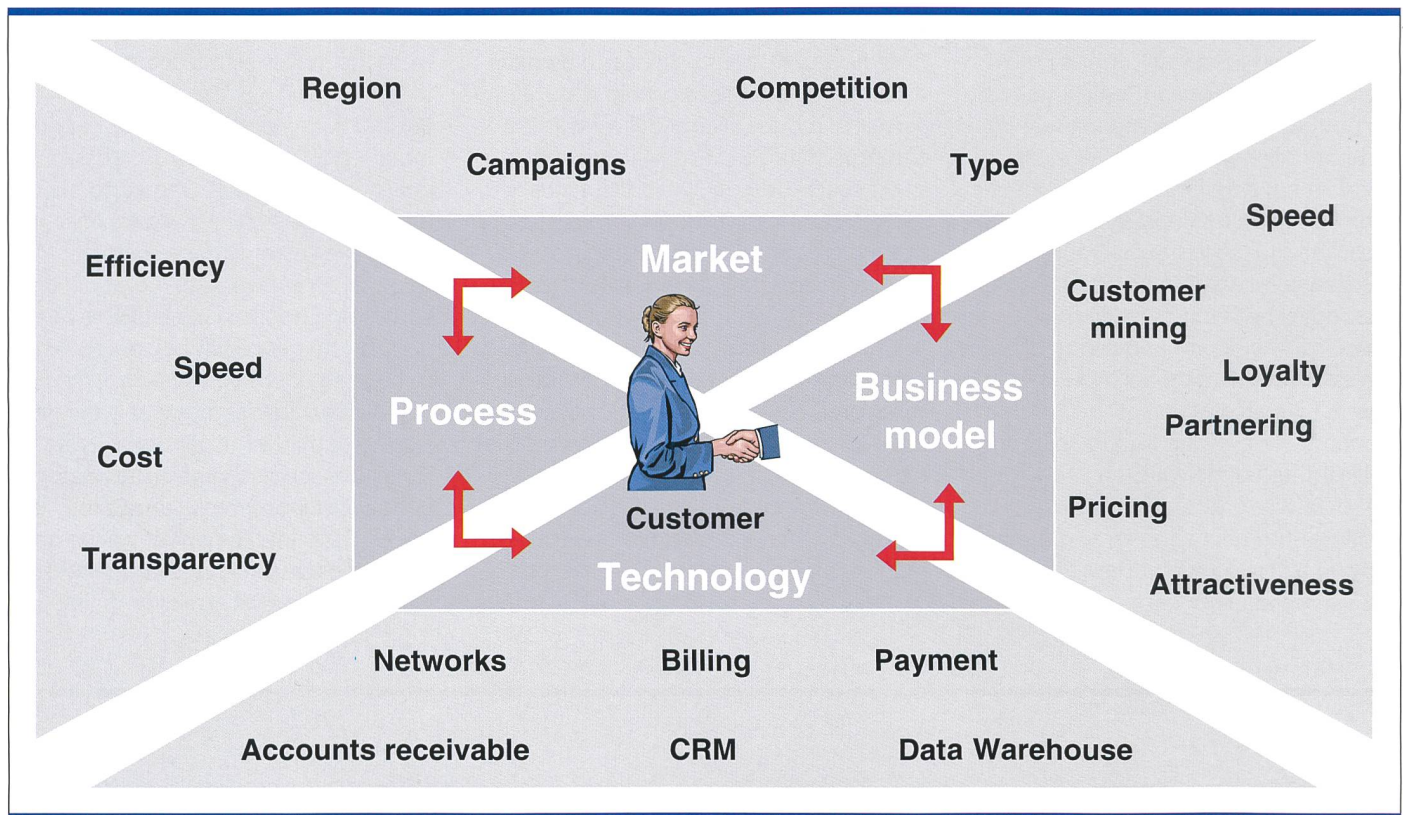 Region
Competition
Campaigns
Type
Market
Efficiency
Speed
Cost
Transparency
Process
Customer
Business
model
Speed
Customer
mining
Loyalty
Partnering
Pricing
Attractiveness
Technology
Networks
Billing
Payment
Accounts receivable
CRM
Data Warehouse